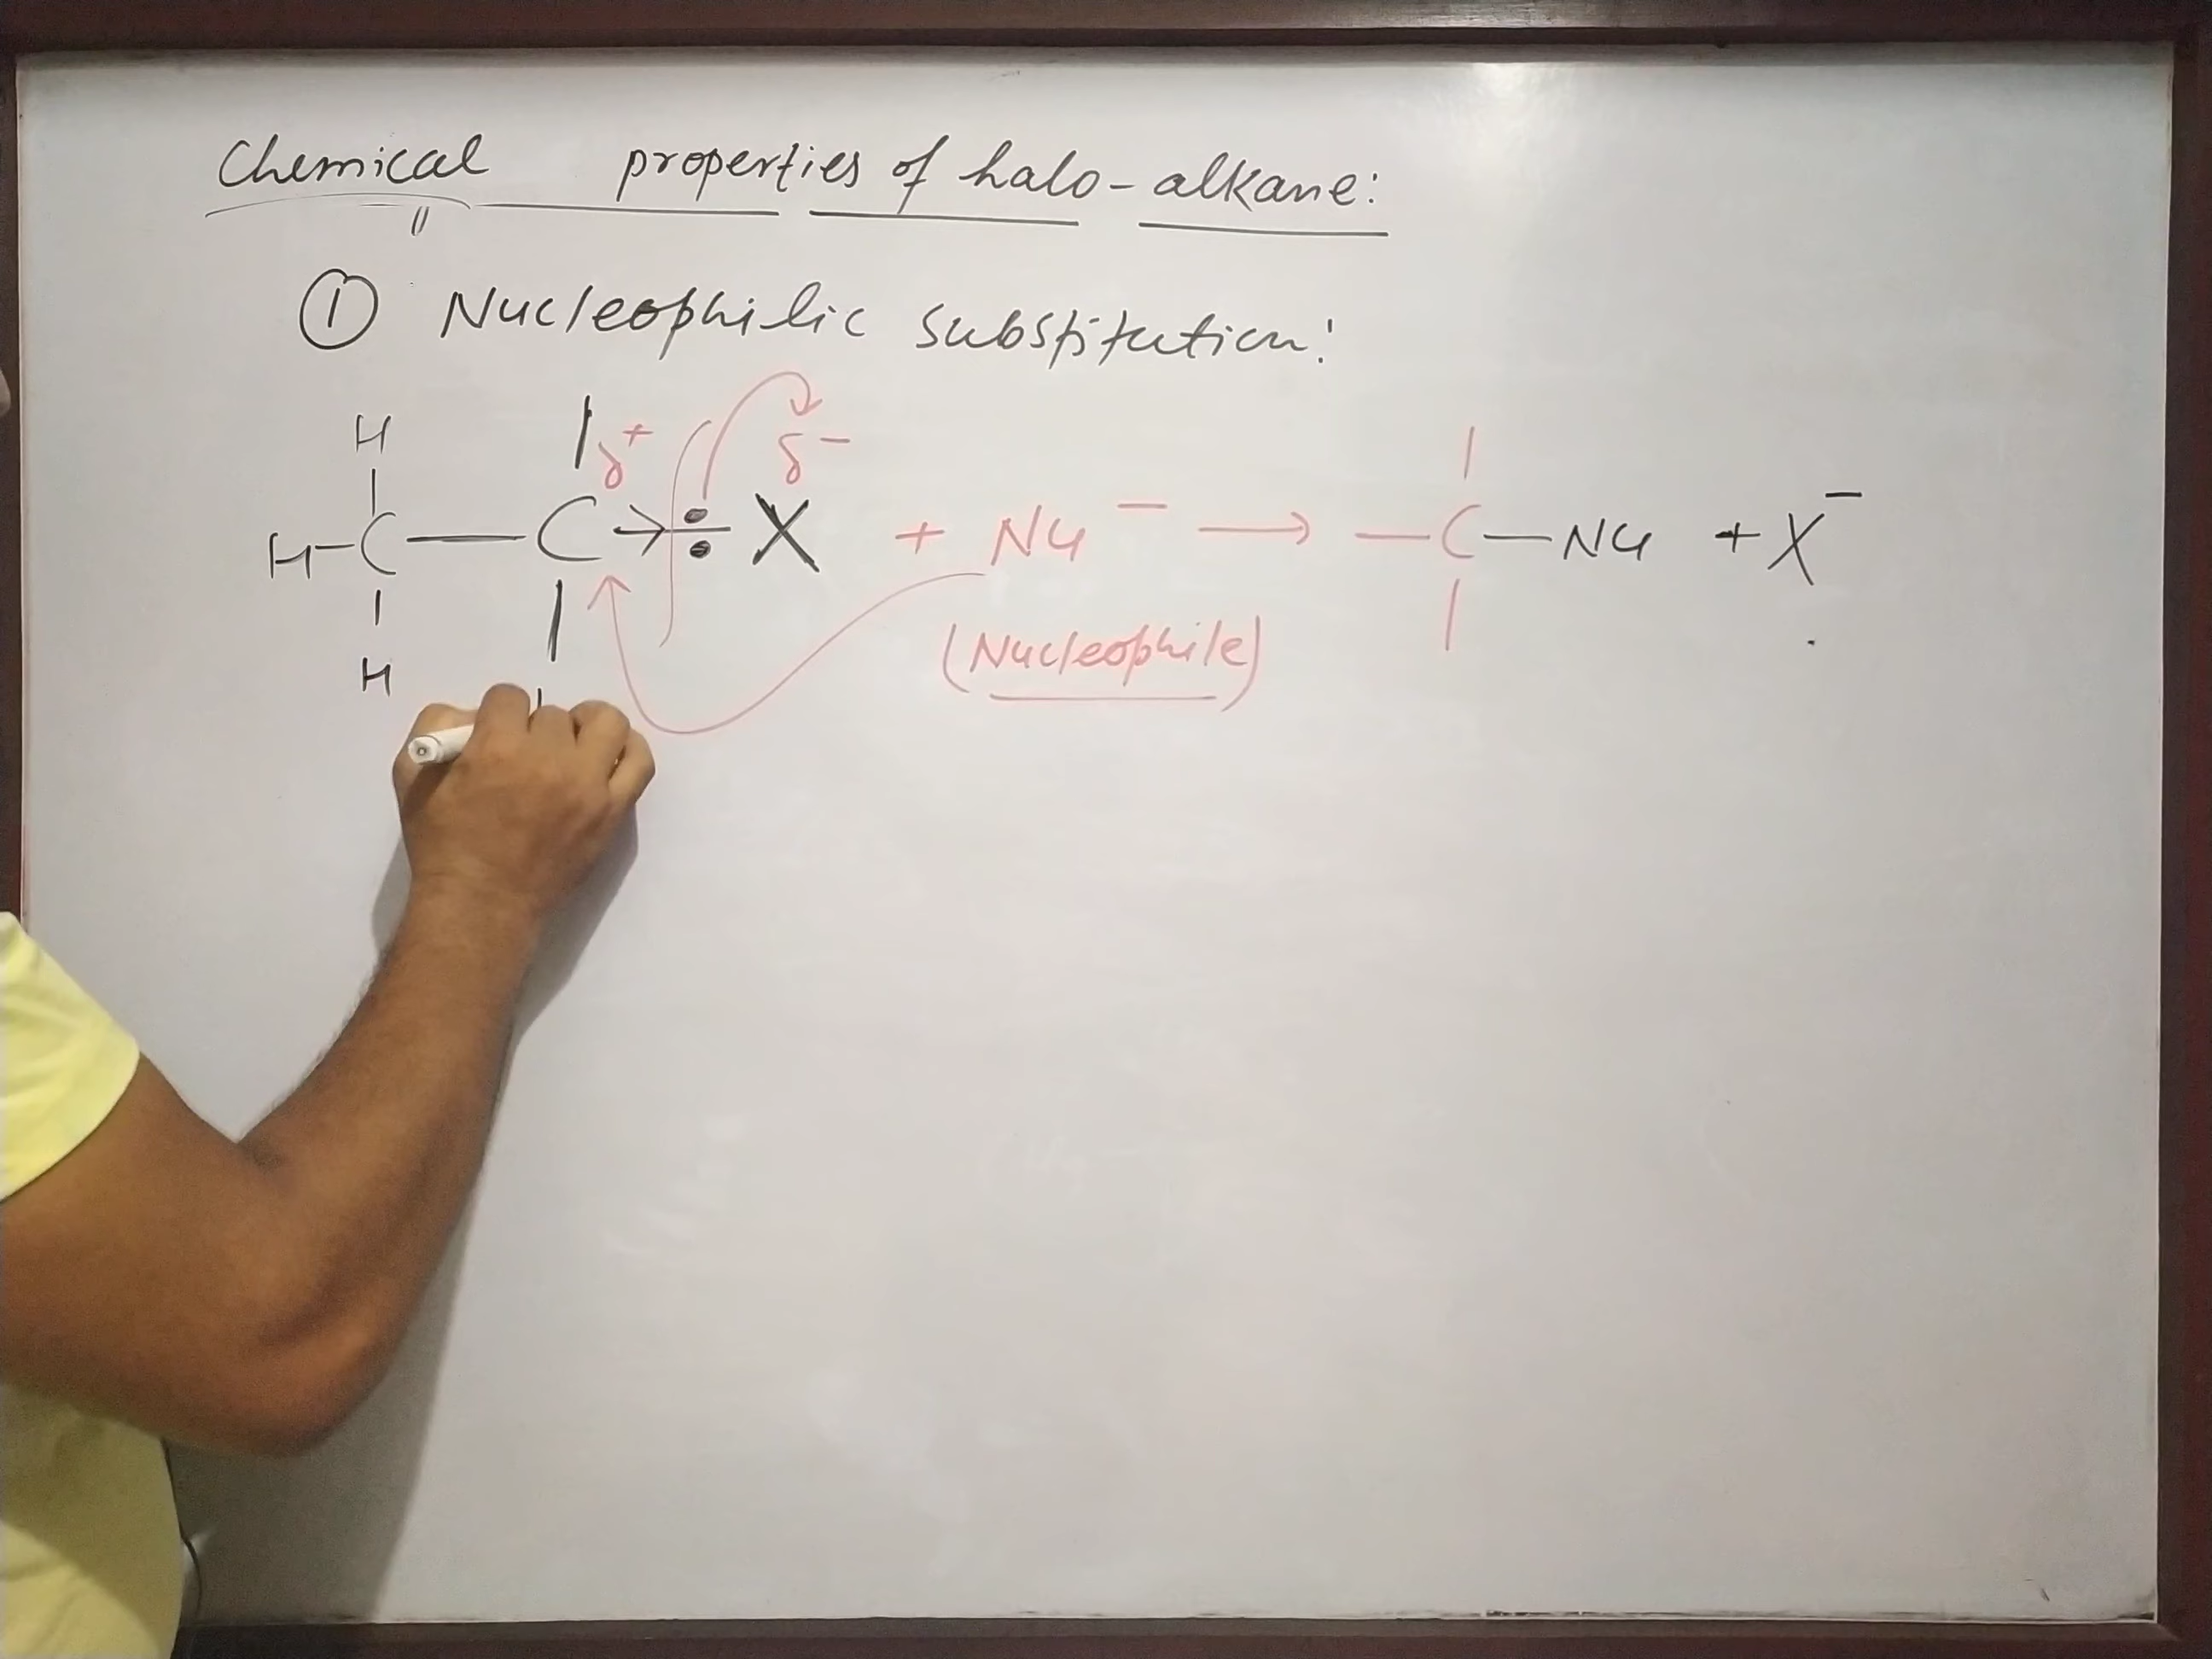 Chemical properties of halo-alkane:
① Nucleophilic substitution:
H
δ+ δ-
H-C—C→÷X + Nu⁻ → —C—Nu + X⁻
(Nucleophile)
H